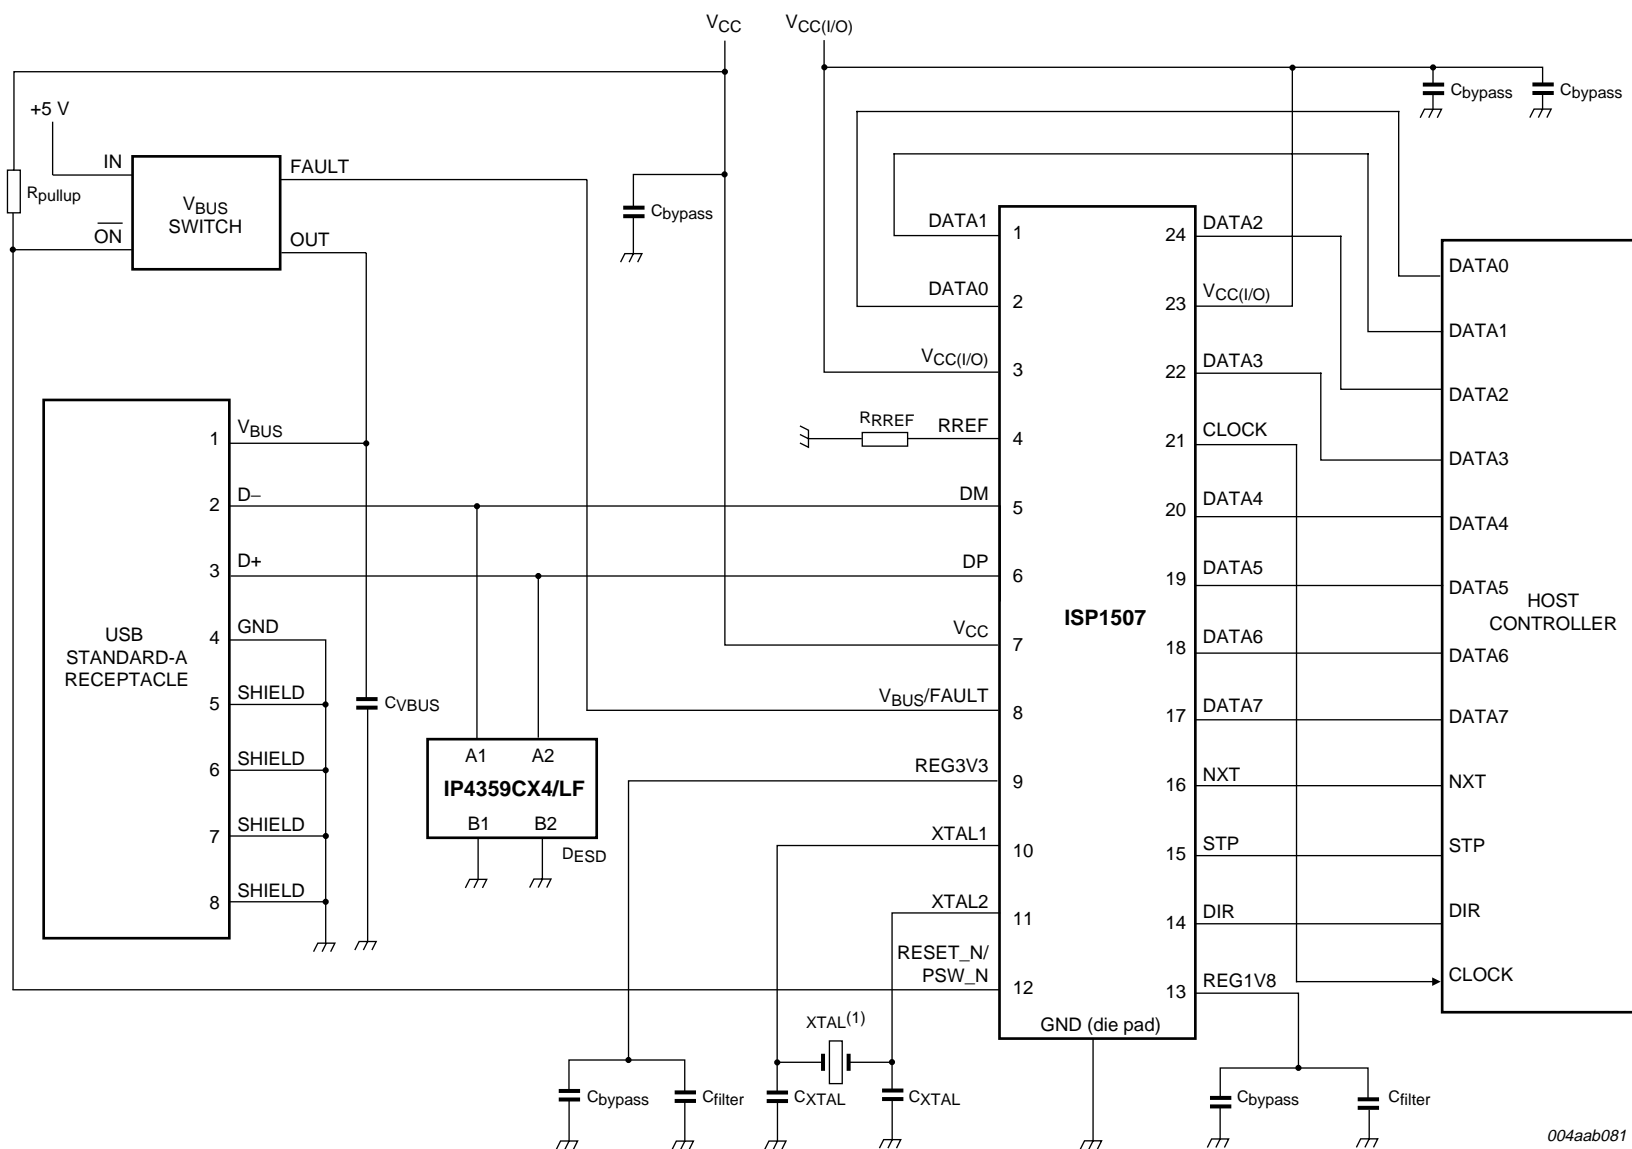 VCC
VCC(I/O)
Cbypass
Cbypass
+5 V
IN
FAULT
Rpullup
VBUS
SWITCH
ON
OUT
Cbypass
DATA1
1
24
DATA2
DATA0
DATA0
2
23
VCC(I/O)
DATA1
VCC(I/O)
3
22
DATA3
DATA2
RRREF
RREF
4
21
CLOCK
DATA3
1
VBUS
2
D–
DM
5
20
DATA4
DATA4
3
D+
DP
6
19
DATA5
DATA5
ISP1507
HOST
CONTROLLER
USB
STANDARD-A
RECEPTACLE
4
GND
VCC
7
18
DATA6
DATA6
5
SHIELD
CVBUS
VBUS/FAULT
8
17
DATA7
DATA7
6
SHIELD
A1
A2
IP4359CX4/LF
B1
B2
DESD
REG3V3
9
16
NXT
NXT
7
SHIELD
XTAL1
10
15
STP
STP
8
SHIELD
XTAL2
11
14
DIR
DIR
RESET_N/
PSW_N
12
13
REG1V8
CLOCK
GND (die pad)
XTAL(1)
Cbypass
Cfilter
CXTAL
CXTAL
Cbypass
Cfilter
004aab081